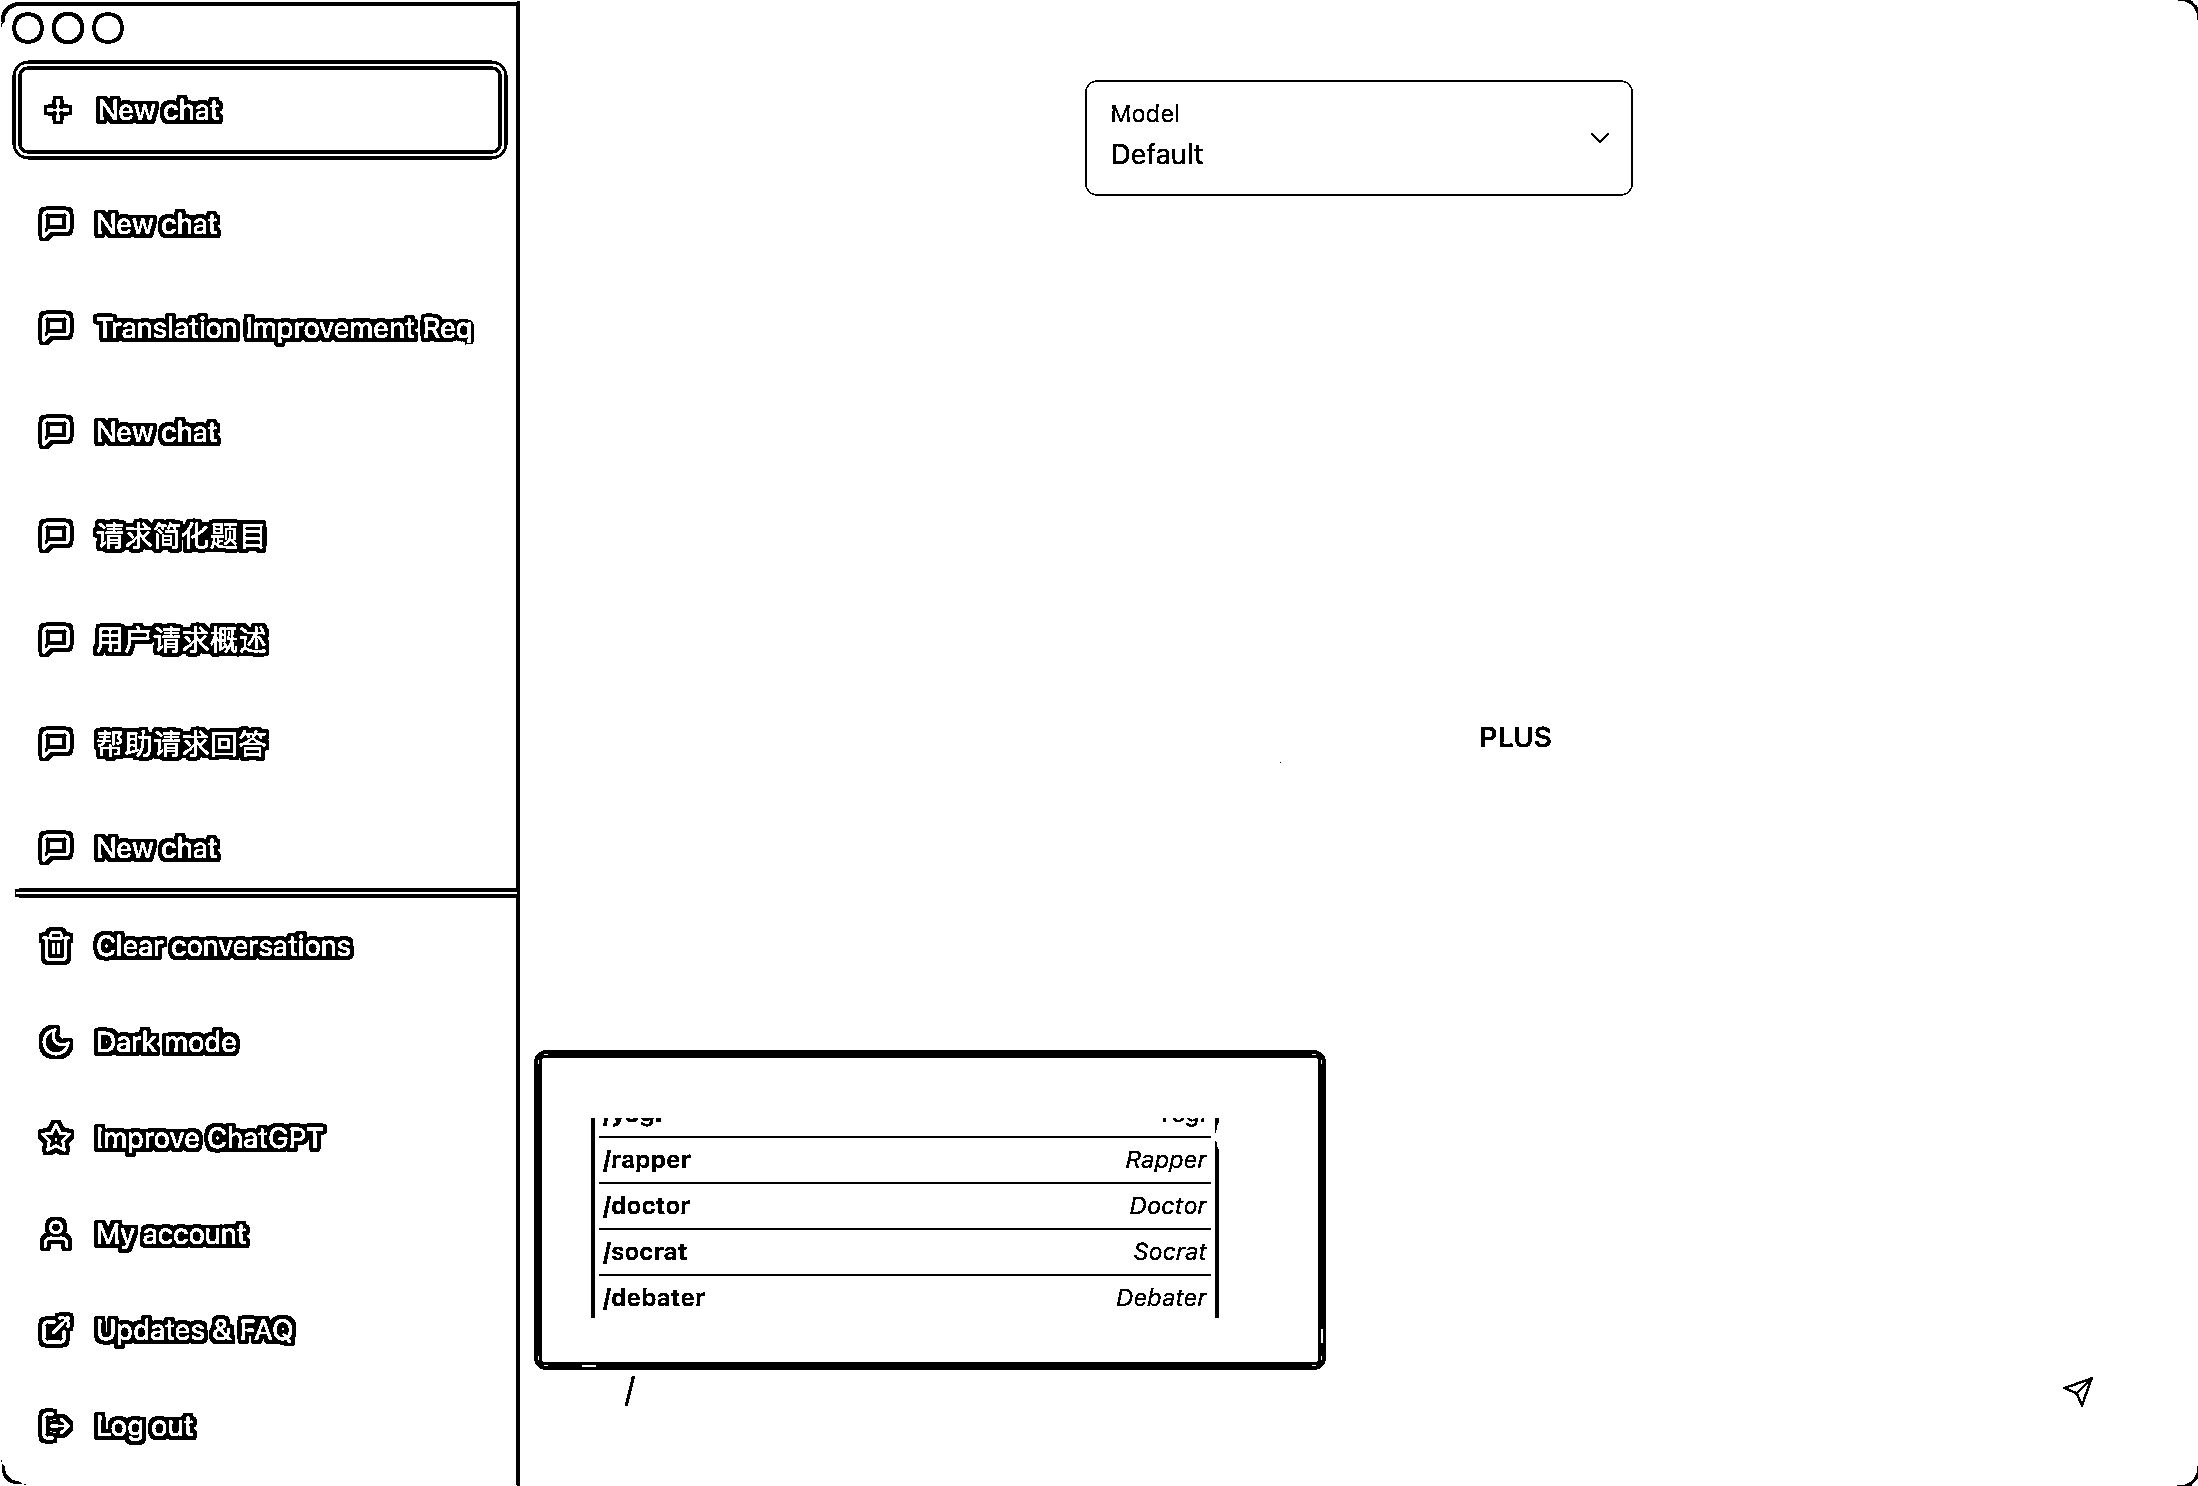 New chat
New chat
Translation Improvement Req
New chat
请求简化题目
用户请求概述
帮助请求回答
New chat
Clear conversations
Dark mode
Improve ChatGPT
My account
Updates & FAQ
Log out
Model
Default
PLUS
/rapper Rapper
/doctor Doctor
/socrat Socrat
/debater Debater
/